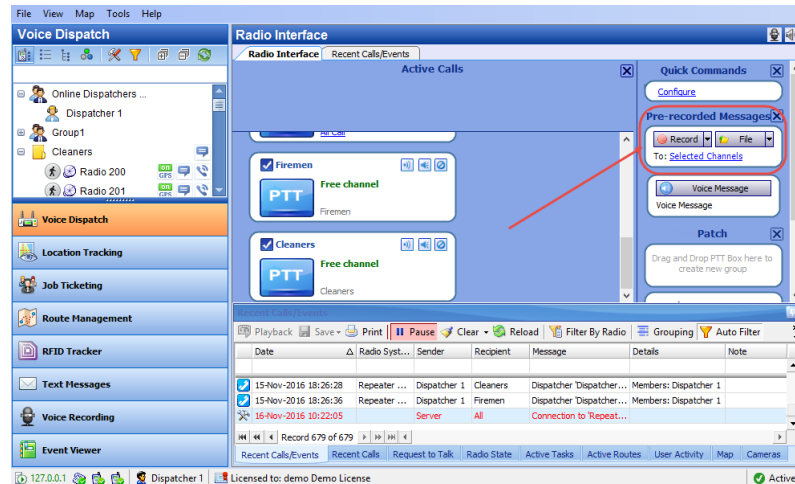 File View Map Tools Help
Voice Dispatch
Radio Interface
Radio Interface Recent Calls/Events
Active Calls
Quick Commands
Configure
Online Dispatchers ...
Dispatcher 1
Group1
Cleaners
Radio 200
on GPS
Radio 201
on GPS
Pre-recorded Messages
Record File
To: Selected Channels
Voice Message
Voice Message
Patch
Drag and Drop PTT Box here to
create new group
All Call
Firemen
PTT
Free channel
Firemen
Cleaners
PTT
Free channel
Cleaners
Voice Dispatch
Location Tracking
Job Ticketing
Route Management
RFID Tracker
Text Messages
Voice Recording
Event Viewer
Recent Calls/Events
Playback Save Print Pause Clear Reload Filter By Radio Grouping Auto Filter
Date Radio Syst... Sender Recipient Message Details Note
15-Nov-2016 18:26:28 Repeater ... Dispatcher 1 Cleaners Dispatcher 'Dispatcher... Members: Dispatcher 1
15-Nov-2016 18:26:36 Repeater ... Dispatcher 1 Firemen Dispatcher 'Dispatcher... Members: Dispatcher 1
16-Nov-2016 10:22:05 Server All Connection to 'Repeat...
Record 679 of 679
Recent Calls/Events Recent Calls Request to Talk Radio State Active Tasks Active Routes User Activity Map Cameras
127.0.0.1 Dispatcher 1 Licensed to: demo Demo License Active